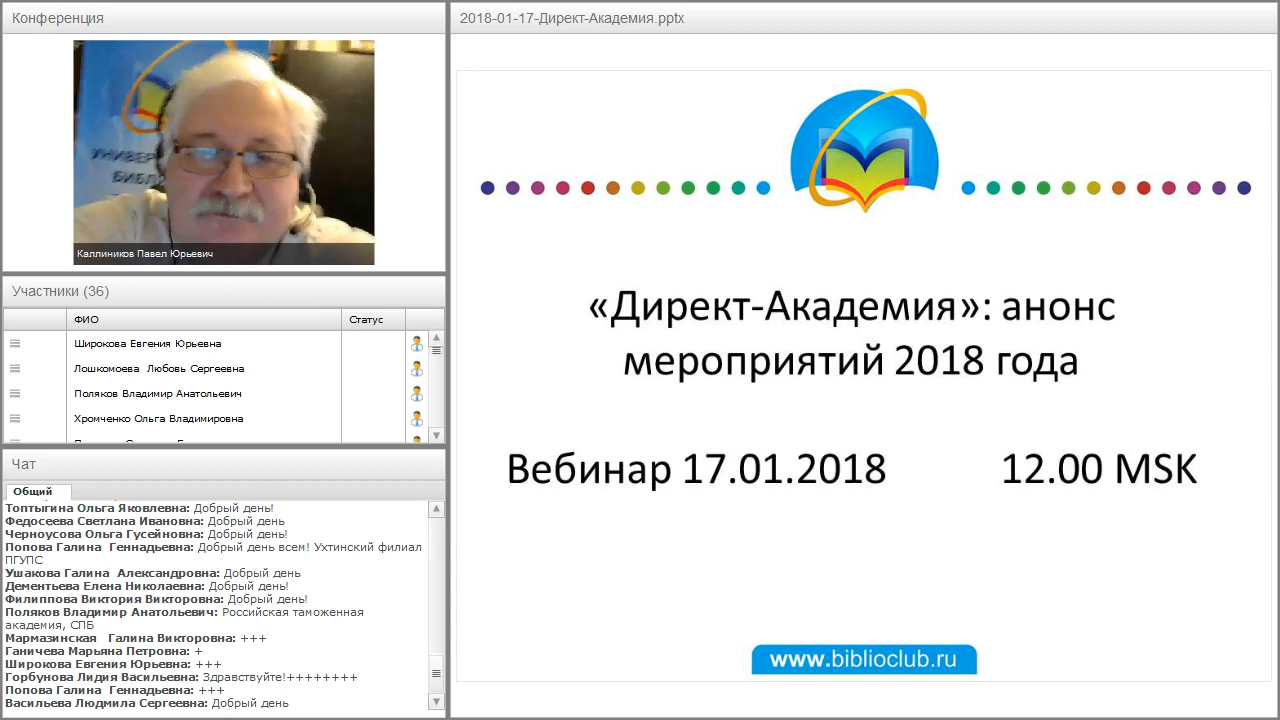 Конференция
УНИВЕР
БИБЛ
Каллиников Павел Юрьевич
Участники (36)
ФИО Статус
Широкова Евгения Юрьевна
Лошкомоева Любовь Сергеевна
Поляков Владимир Анатольевич
Хромченко Ольга Владимировна
Чат
Общий
Топтыгина Ольга Яковлевна: Добрый день!
Федосеева Светлана Ивановна: Добрый день
Черноусова Ольга Гусейновна: Добрый день!
Попова Галина Геннадьевна: Добрый день всем! Ухтинский филиал
ПГУПС
Ушакова Галина Александровна: Добрый день
Дементьева Елена Николаевна: Добрый день!
Филиппова Виктория Викторовна: Добрый день!
Поляков Владимир Анатольевич: Российская таможенная
академия, СПБ
Мармазинская Галина Викторовна: +++
Ганичева Марьяна Петровна: +
Широкова Евгения Юрьевна: +++
Горбунова Лидия Васильевна: Здравствуйте!++++++++
Попова Галина Геннадьевна: +++
Васильева Людмила Сергеевна: Добрый день
2018-01-17-Директ-Академия.pptx
«Директ-Академия»: анонс
мероприятий 2018 года
Вебинар 17.01.2018 12.00 MSK
www.biblioclub.ru